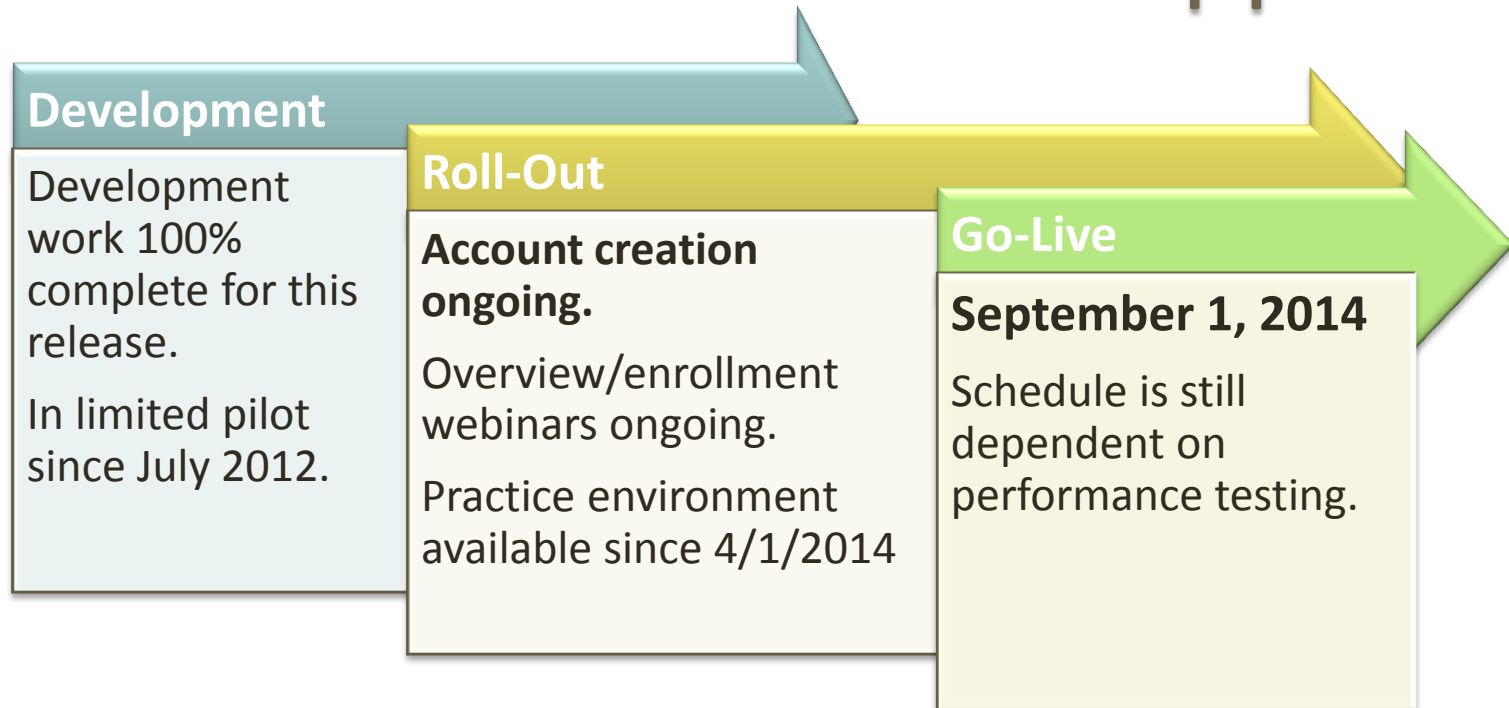 Development
Development
work 100%
complete for this
release.
In limited pilot
since July 2012.
Roll-Out
Account creation
ongoing.
Overview/enrollment
webinars ongoing.
Practice environment
available since 4/1/2014
Go-Live
September 1, 2014
Schedule is still
dependent on
performance testing.